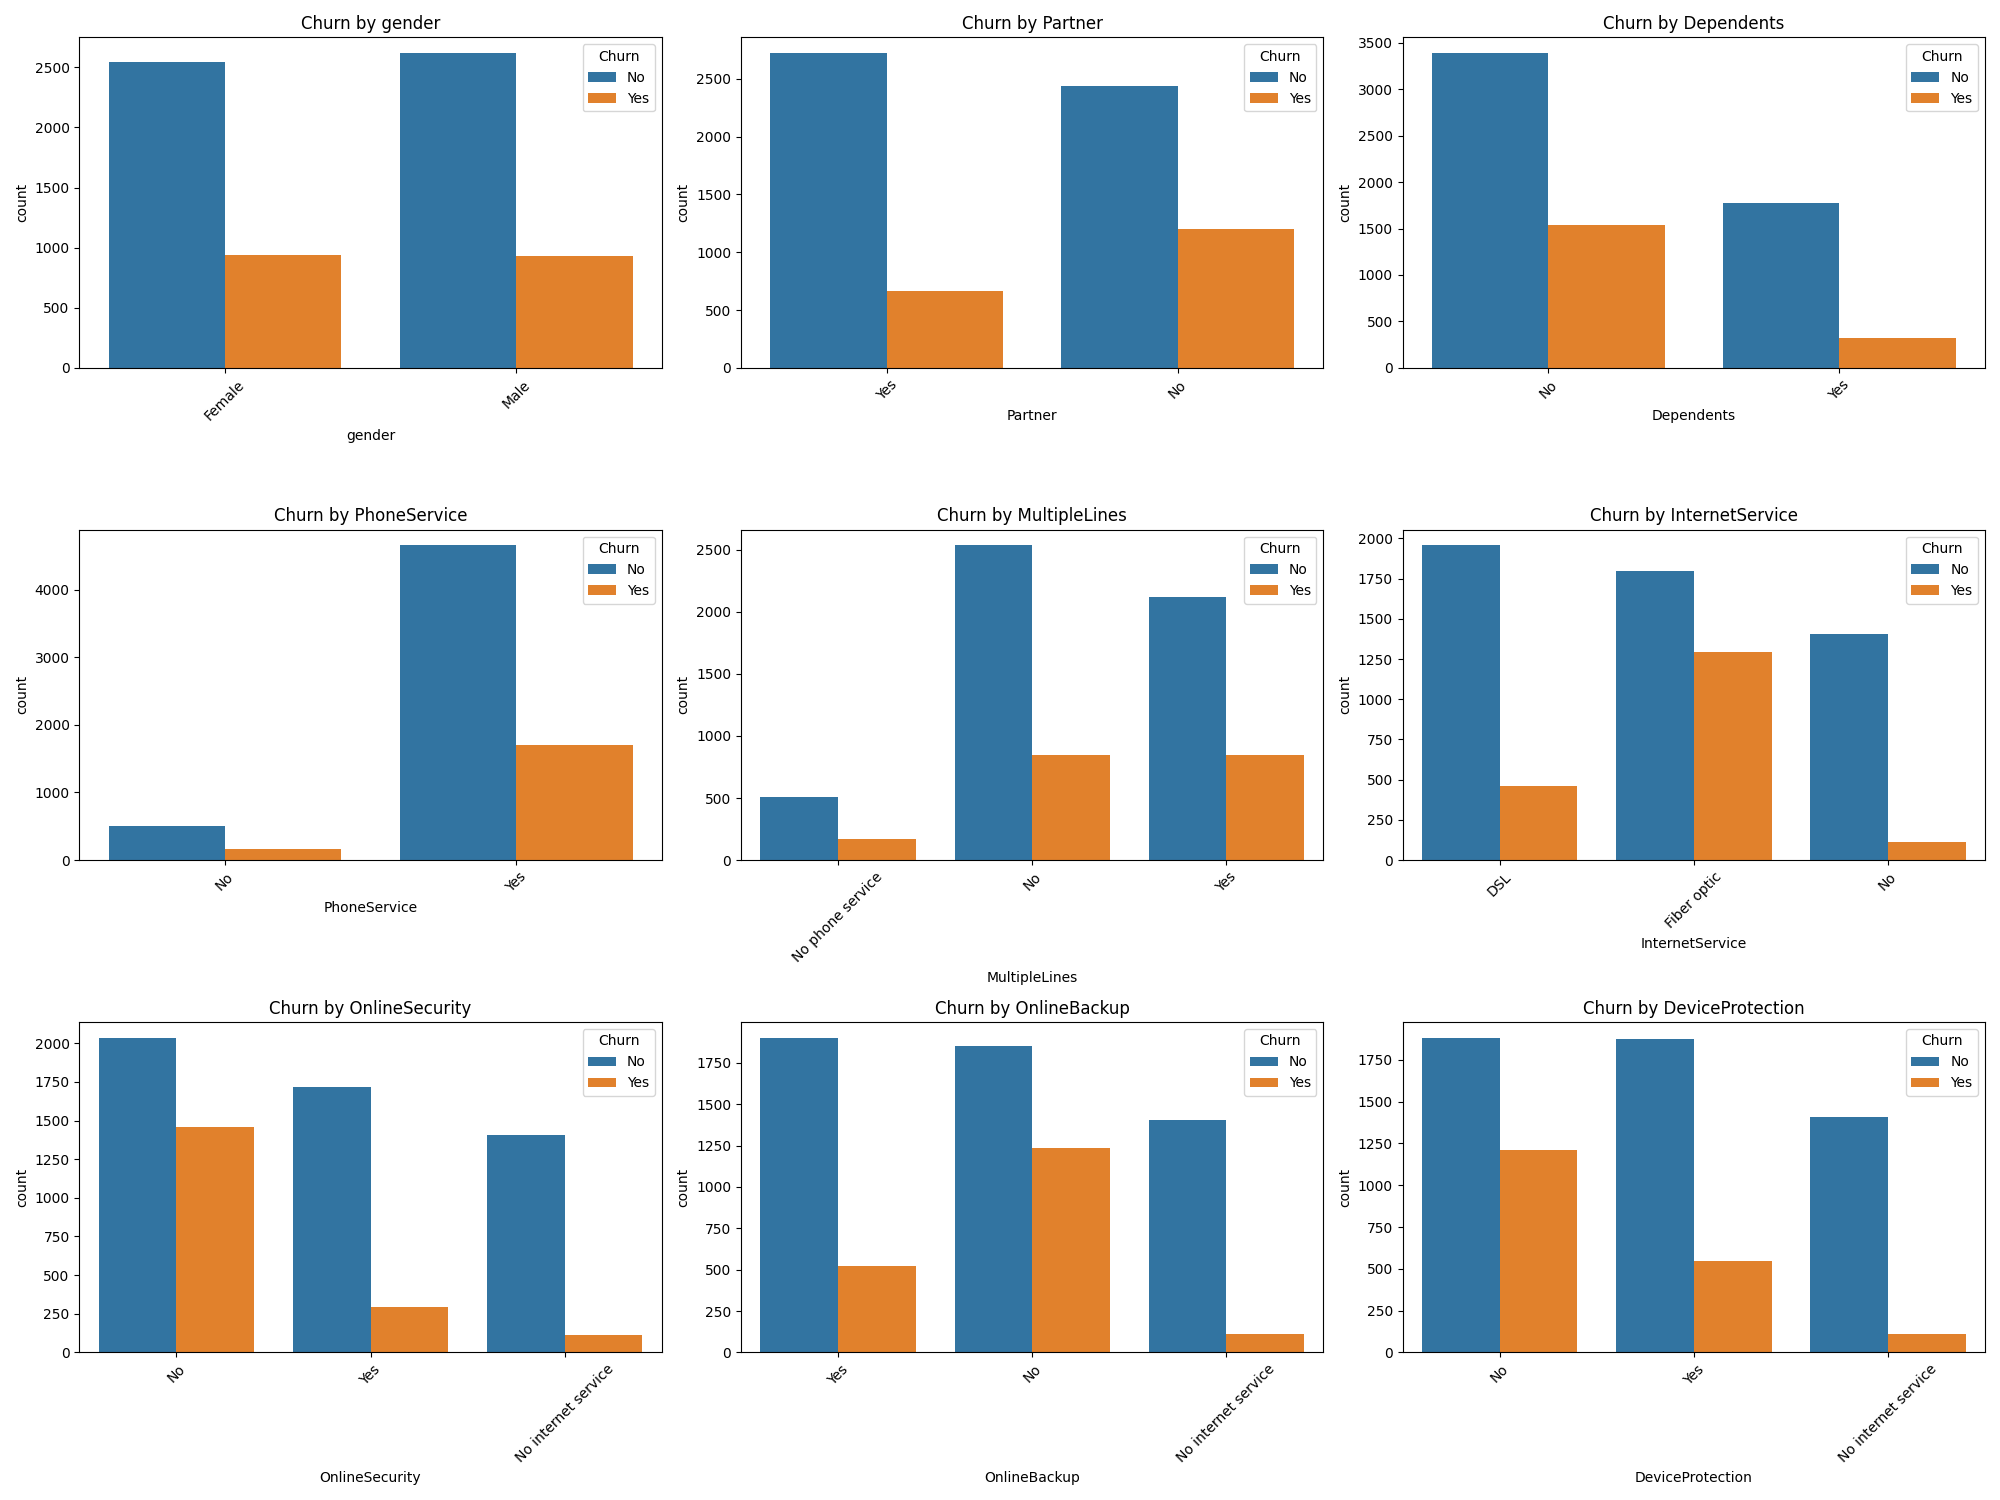 Churn by gender
Churn
No
Yes
2500
2000
1500
1000
500
0
count
Female
Male
gender
Churn by Partner
Churn
No
Yes
2500
2000
1500
1000
500
0
count
Yes
No
Partner
Churn by Dependents
Churn
No
Yes
3500
3000
2500
2000
1500
1000
500
0
count
No
Yes
Dependents
Churn by PhoneService
Churn
No
Yes
4000
3000
2000
1000
0
count
No
Yes
PhoneService
Churn by MultipleLines
Churn
No
Yes
2500
2000
1500
1000
500
0
count
No phone service
No
Yes
MultipleLines
Churn by InternetService
Churn
No
Yes
2000
1750
1500
1250
1000
750
500
250
0
count
DSL
Fiber optic
No
InternetService
Churn by OnlineSecurity
Churn
No
Yes
2000
1750
1500
1250
1000
750
500
250
0
count
No
Yes
No internet service
OnlineSecurity
Churn by OnlineBackup
Churn
No
Yes
1750
1500
1250
1000
750
500
250
0
count
Yes
No
No internet service
OnlineBackup
Churn by DeviceProtection
Churn
No
Yes
1750
1500
1250
1000
750
500
250
0
count
No
Yes
No internet service
DeviceProtection